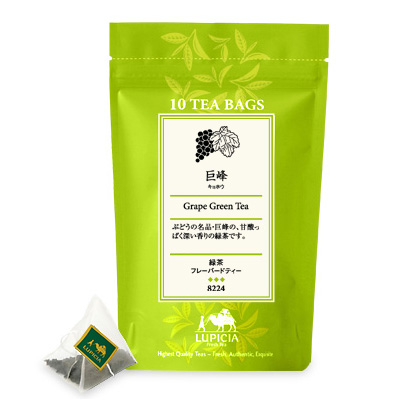 10 TEA BAGS
巨峰
キョホウ
Grape Green Tea
ぶどうの名品・巨峰の、甘酸っ
ぱく深い香りの緑茶です。
緑茶
フレーバードティー
8224
LUPICIA
FRESH TEA
Highest Quality Teas – Fresh, Authentic, Exquisite
LUPICIA